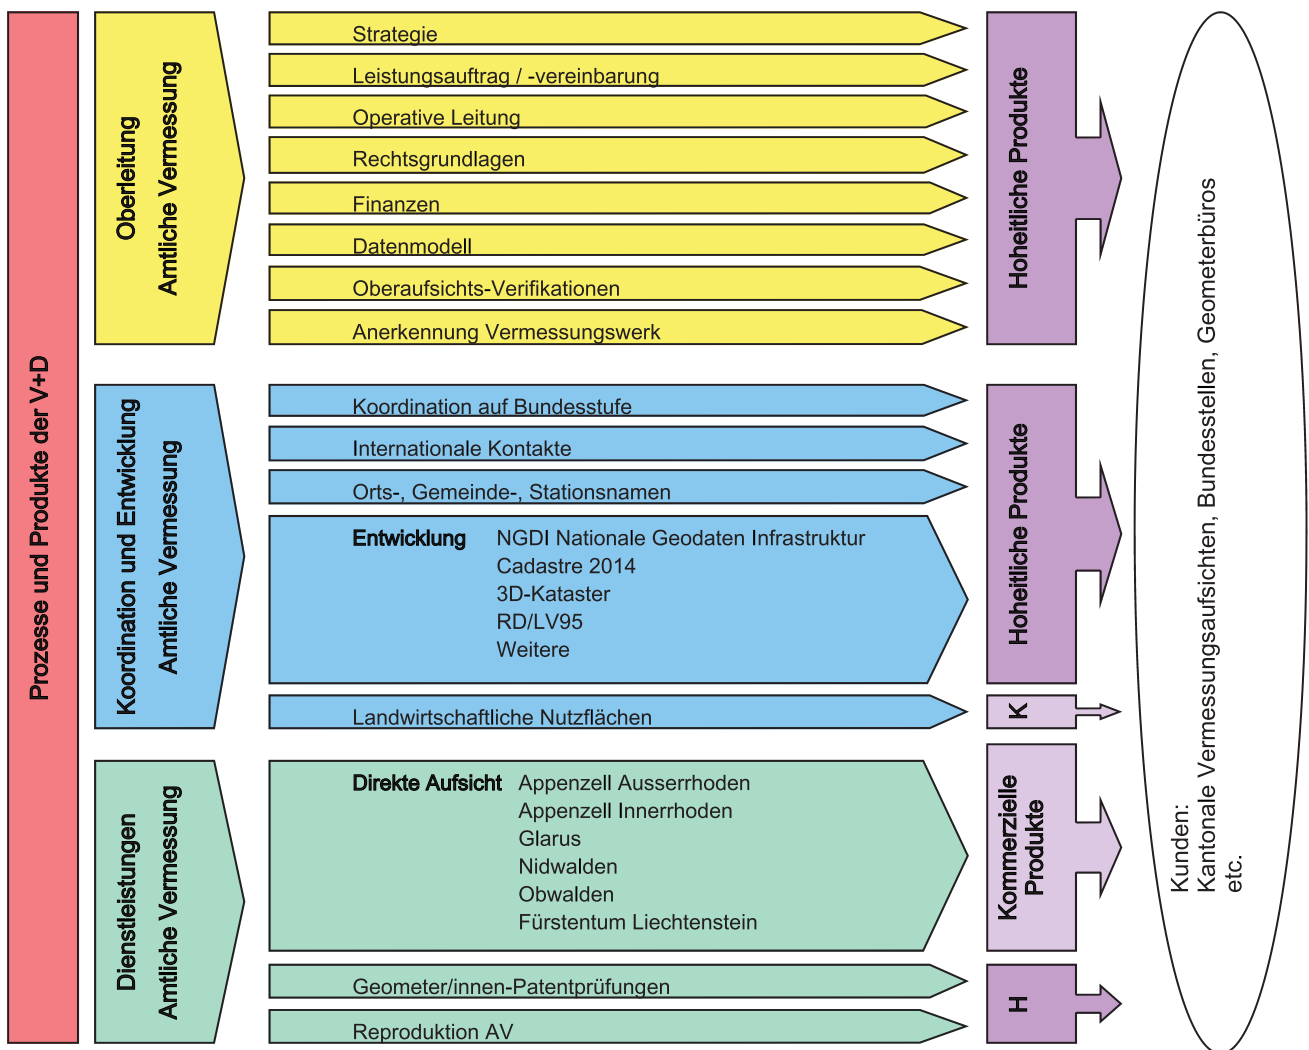 Prozesse und Produkte der V+D
Oberleitung
Amtliche Vermessung
Strategie
Leistungsauftrag / -vereinbarung
Operative Leitung
Rechtsgrundlagen
Finanzen
Datenmodell
Oberaufsichts-Verifikationen
Anerkennung Vermessungswerk
Hoheitliche Produkte
Koordination und Entwicklung
Amtliche Vermessung
Koordination auf Bundesstufe
Internationale Kontakte
Orts-, Gemeinde-, Stationsnamen
Entwicklung NGDI Nationale Geodaten Infrastruktur
Cadastre 2014
3D-Kataster
RD/LV95
Weitere
Hoheitliche Produkte
Landwirtschaftliche Nutzflächen
K
Dienstleistungen
Amtliche Vermessung
Direkte Aufsicht Appenzell Ausserrhoden
Appenzell Innerrhoden
Glarus
Nidwalden
Obwalden
Fürstentum Liechtenstein
Kommerzielle
Produkte
Geometer/innen-Patentprüfungen
Reproduktion AV
H
Kunden:
Kantonale Vermessungsaufsichten, Bundesstellen, Geometerbüros
etc.